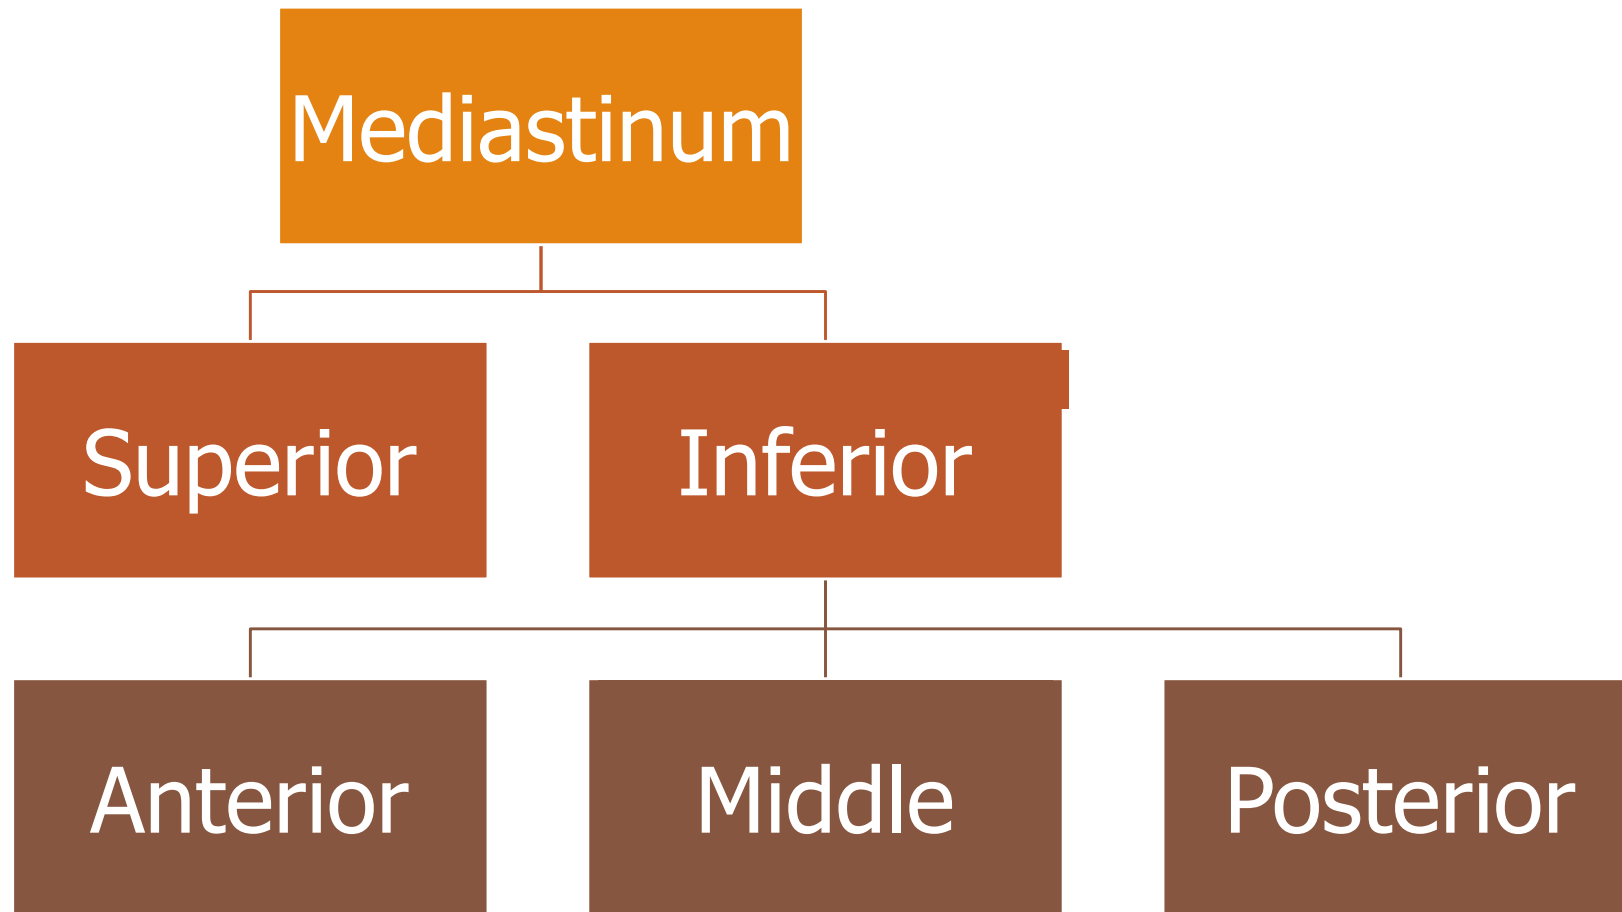 Mediastinum
Superior
Inferior
Anterior
Middle
Posterior